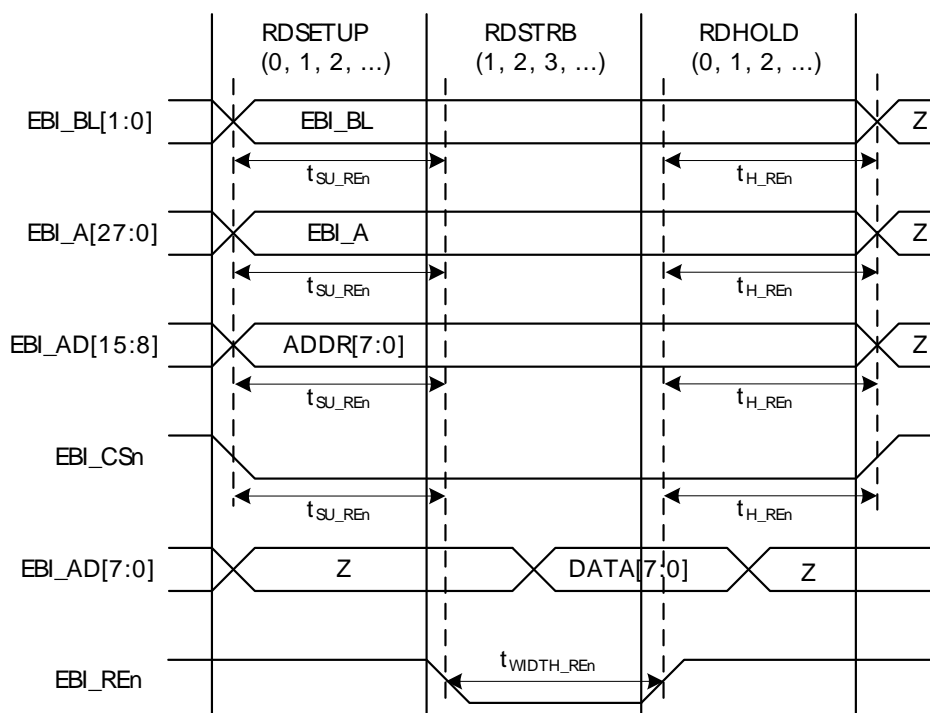 RDSETUP RDSTRB RDHOLD
(0, 1, 2, ...) (1, 2, 3, ...) (0, 1, 2, ...)
EBI_BL[1:0] EBI_BL Z
tSU_REn tH_REn
EBI_A[27:0] EBI_A Z
tSU_REn tH_REn
EBI_AD[15:8] ADDR[7:0] Z
tSU_REn tH_REn
EBI_CSn
tSU_REn tH_REn
EBI_AD[7:0] Z DATA[7:0] Z
tWIDTH_REn
EBI_REn